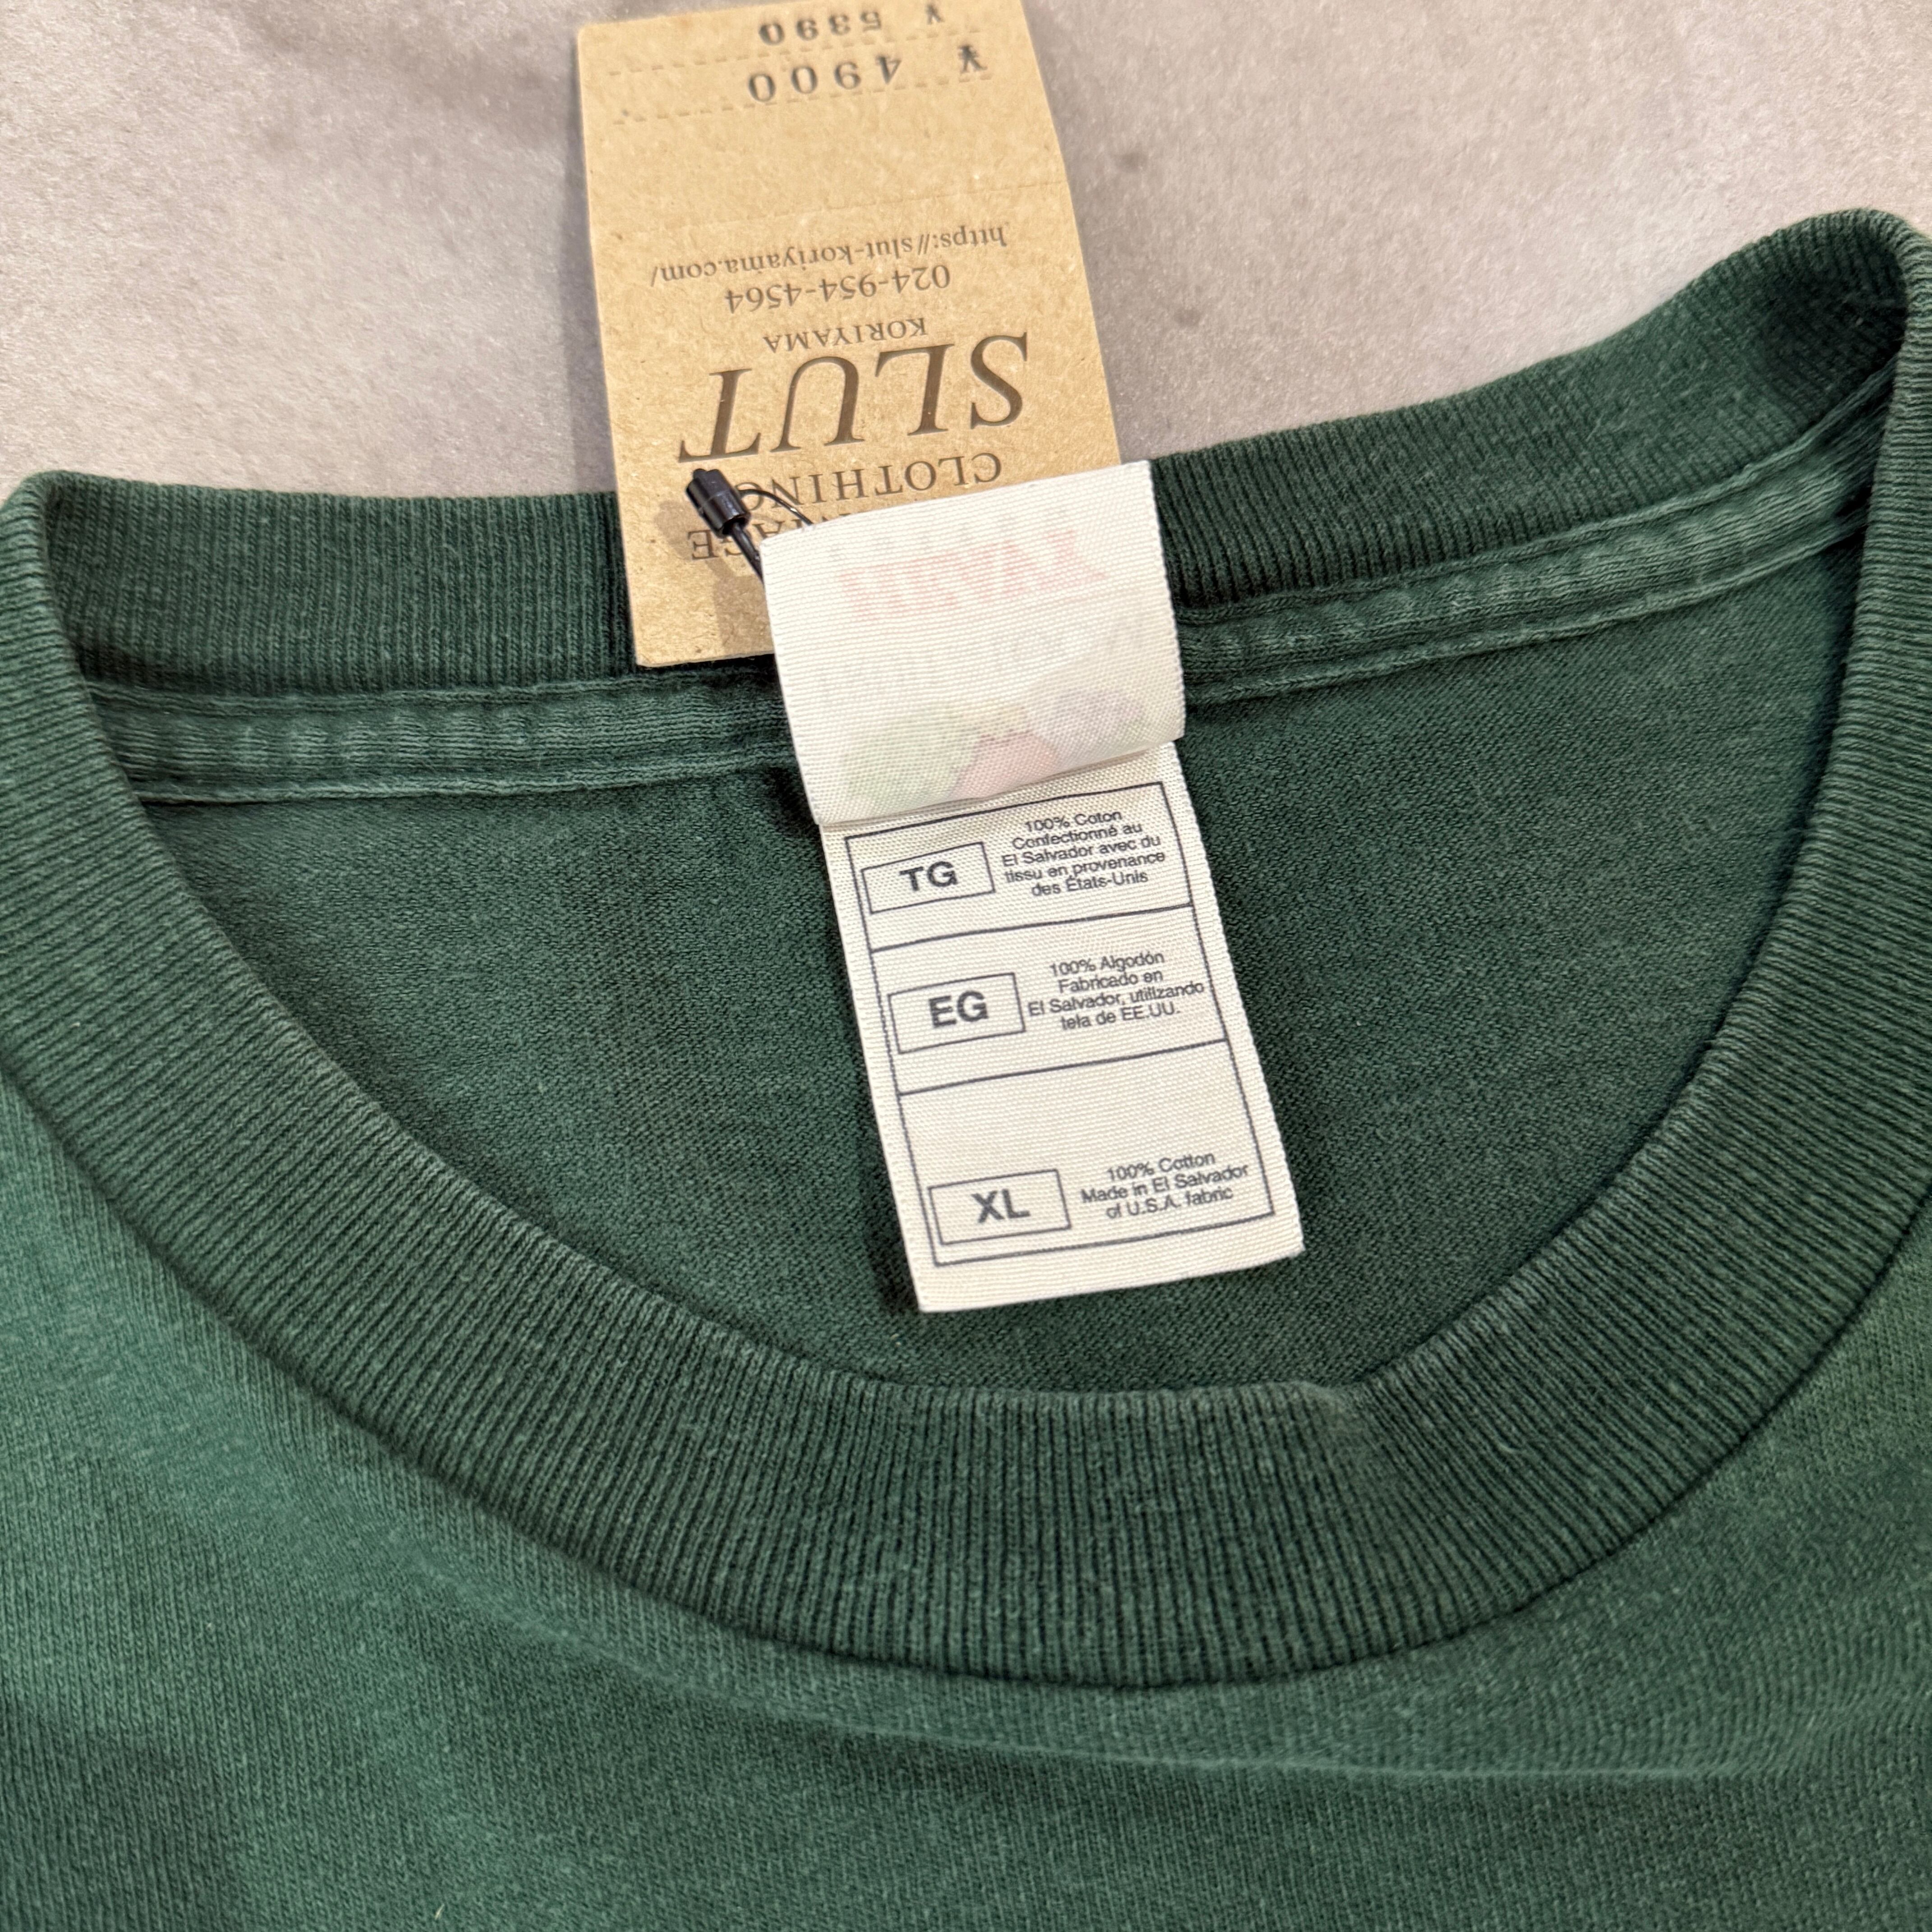 ¥ 5390
¥ 4900
https://slut-koriyama.com/
024-954-4564
KORIYAMA
SLUT
CLOTHING
HEAVY
100% Coton
Confectionné au
El Salvador avec du
tissu en provenance
des États-Unis
TG
100% Algodón
Fabricado en
El Salvador, utilizando
tela de EE.UU.
EG
100% Cotton
Made in El Salvador
of U.S.A. fabric
XL